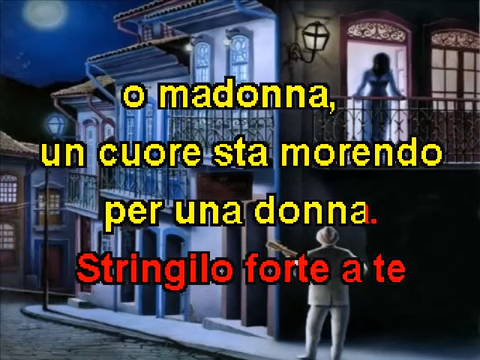 o madonna,
un cuore sta morendo
per una donna.
Stringilo forte a te